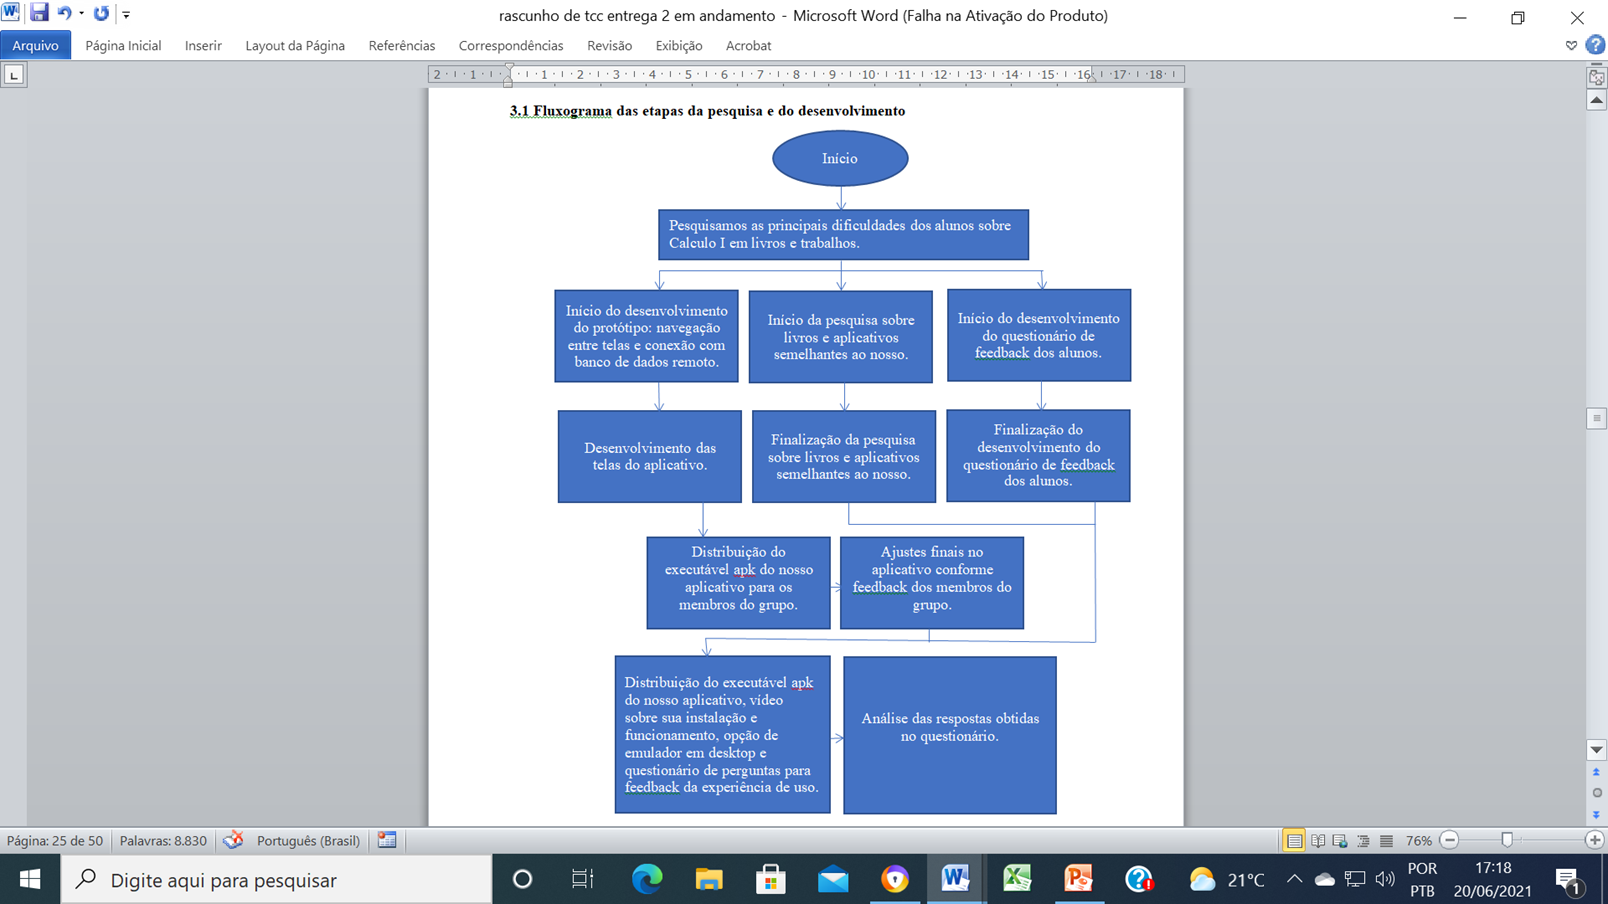 rascunho de tcc entrega 2 em andamento - Microsoft Word (Falha na Ativação do Produto)
Arquivo Página Inicial Inserir Layout da Página Referências Correspondências Revisão Exibição Acrobat
2 1 1 2 3 4 5 6 7 8 9 10 11 12 13 14 15 16 17 18
3.1 Fluxograma das etapas da pesquisa e do desenvolvimento
Início
Pesquisamos as principais dificuldades dos alunos sobre
Calculo I em livros e trabalhos.
Início do desenvolvimento
do protótipo: navegação
entre telas e conexão com
banco de dados remoto.
Início da pesquisa sobre
livros e aplicativos
semelhantes ao nosso.
Início do desenvolvimento
do questionário de
feedback dos alunos.
Desenvolvimento das
telas do aplicativo.
Finalização da pesquisa
sobre livros e aplicativos
semelhantes ao nosso.
Finalização do
desenvolvimento do
questionário de feedback
dos alunos.
Distribuição do
executável apk do nosso
aplicativo para os
membros do grupo.
Ajustes finais no
aplicativo conforme
feedback dos membros do
grupo.
Distribuição do executável apk
do nosso aplicativo, vídeo
sobre sua instalação e
funcionamento, opção de
emulador em desktop e
questionário de perguntas para
feedback da experiência de uso.
Análise das respostas obtidas
no questionário.
Página: 25 de 50 Palavras: 8.830 Português (Brasil) 76%
Digite aqui para pesquisar
21°C
POR
PTB
17:18
20/06/2021
1